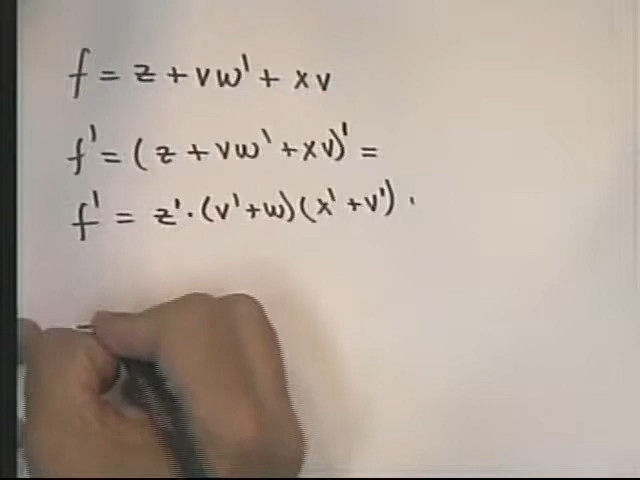 f = z + vw' + xv
f' = (z + vw' + xv)' =
f' = z' · (v' + w)(x' + v') .